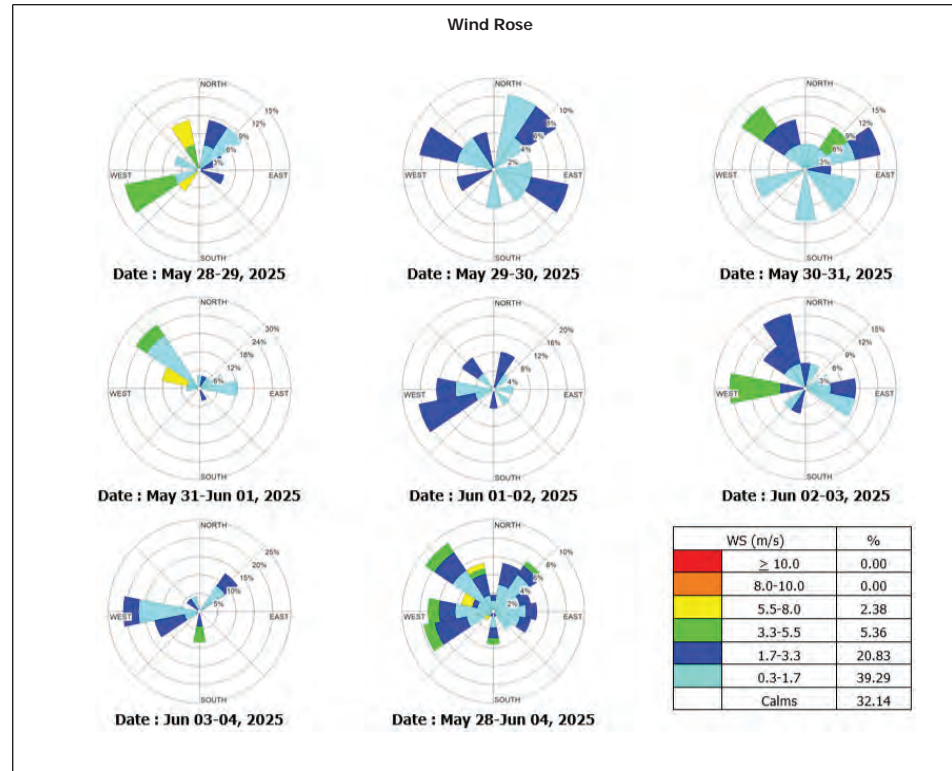 Wind Rose
NORTH
15%
12%
9%
6%
3%
WEST
EAST
SOUTH
Date : May 28-29, 2025
NORTH
10%
8%
6%
4%
2%
WEST
EAST
SOUTH
Date : May 29-30, 2025
NORTH
15%
12%
9%
6%
3%
WEST
EAST
SOUTH
Date : May 30-31, 2025
NORTH
30%
24%
18%
12%
6%
WEST
EAST
SOUTH
Date : May 31-Jun 01, 2025
NORTH
20%
16%
12%
8%
4%
WEST
EAST
SOUTH
Date : Jun 01-02, 2025
NORTH
15%
12%
9%
6%
3%
WEST
EAST
SOUTH
Date : Jun 02-03, 2025
NORTH
25%
20%
15%
10%
5%
WEST
EAST
SOUTH
Date : Jun 03-04, 2025
NORTH
10%
8%
6%
4%
2%
WEST
EAST
SOUTH
Date : May 28-Jun 04, 2025
WS (m/s) %
≥ 10.0 0.00
8.0-10.0 0.00
5.5-8.0 2.38
3.3-5.5 5.36
1.7-3.3 20.83
0.3-1.7 39.29
Calms 32.14